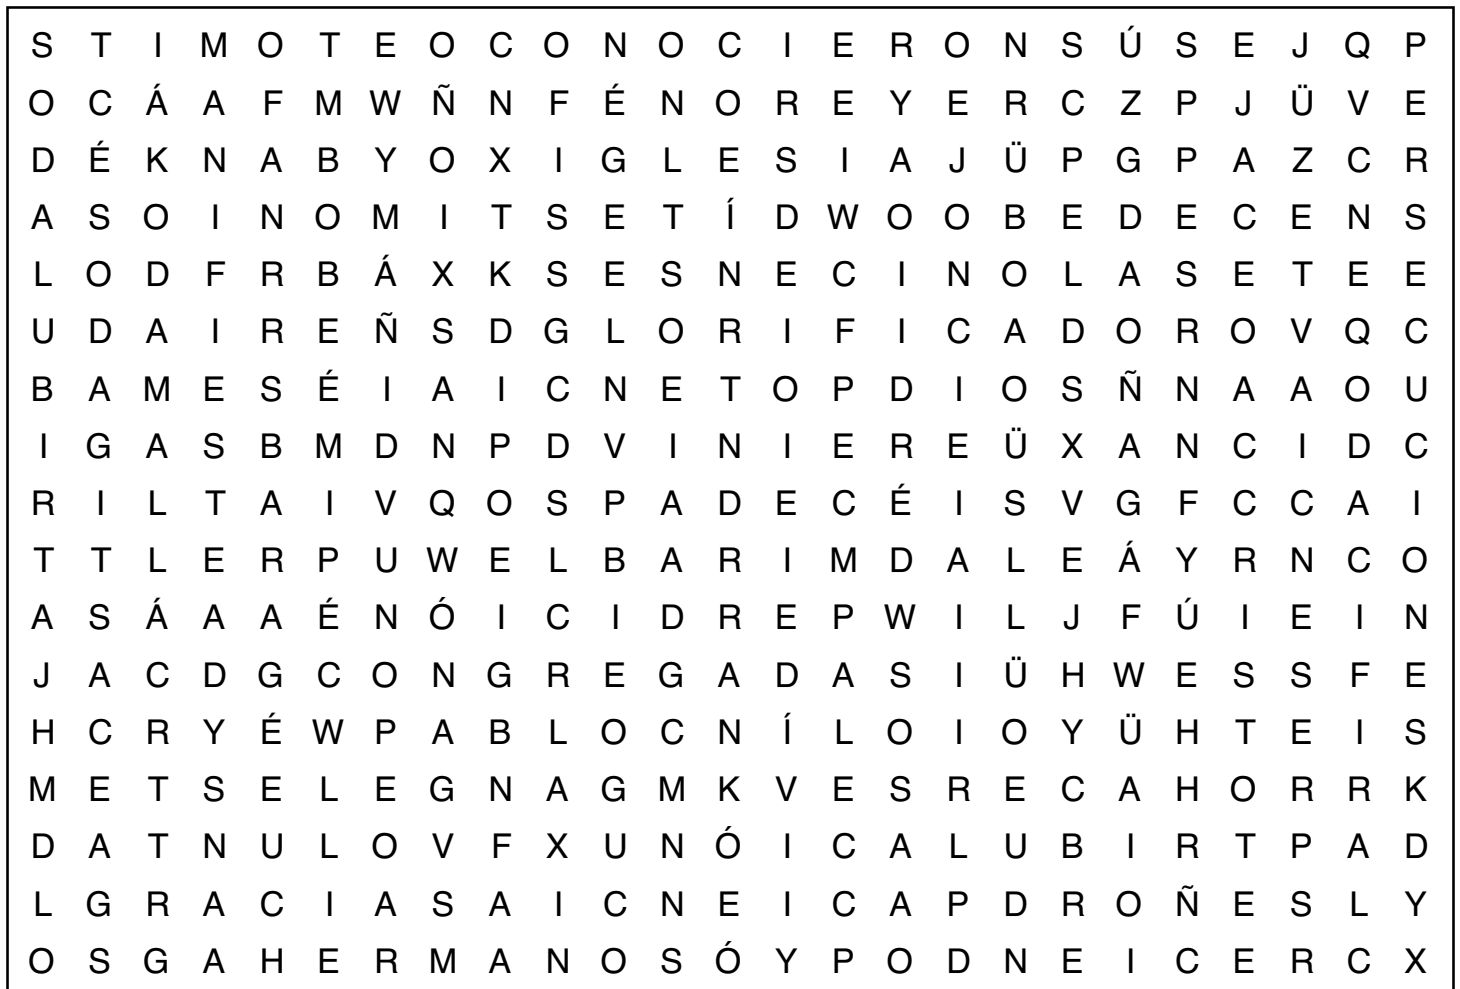 S T I M O T E O C O N O C I E R O N S Ú S E J Q P
O C Á A F M W Ñ N F É N O R E Y E R C Z P J Ü V E
D É K N A B Y O X I G L E S I A J Ü P G P A Z C R
A S O I N O M I T S E T Í D W O O B E D E C E N S
L O D F R B Á X K S E S N E C I N O L A S E T E E
U D A I R E Ñ S D G L O R I F I C A D O R O V Q C
B A M E S É I A I C N E T O P D I O S Ñ N A A O U
I G A S B M D N P D V I N I E R E Ü X A N C I D C
R I L T A I V Q O S P A D E C É I S V G F C C A I
T T L E R P U W E L B A R I M D A L E Á Y R N C O
A S Á A A É N Ó I C I D R E P W I L J F Ú I E I N
J A C D G C O N G R E G A D A S I Ü H W E S S F E
H C R Y É W P A B L O C N Í L O I O Y Ü H T E I S
M E T S E L E G N A G M K V E S R E C A H O R R K
D A T N U L O V F X U N Ó I C A L U B I R T P A D
L G R A C I A S A I C N E I C A P D R O Ñ E S L Y
O S G A H E R M A N O S Ó Y P O D N E I C E R C X